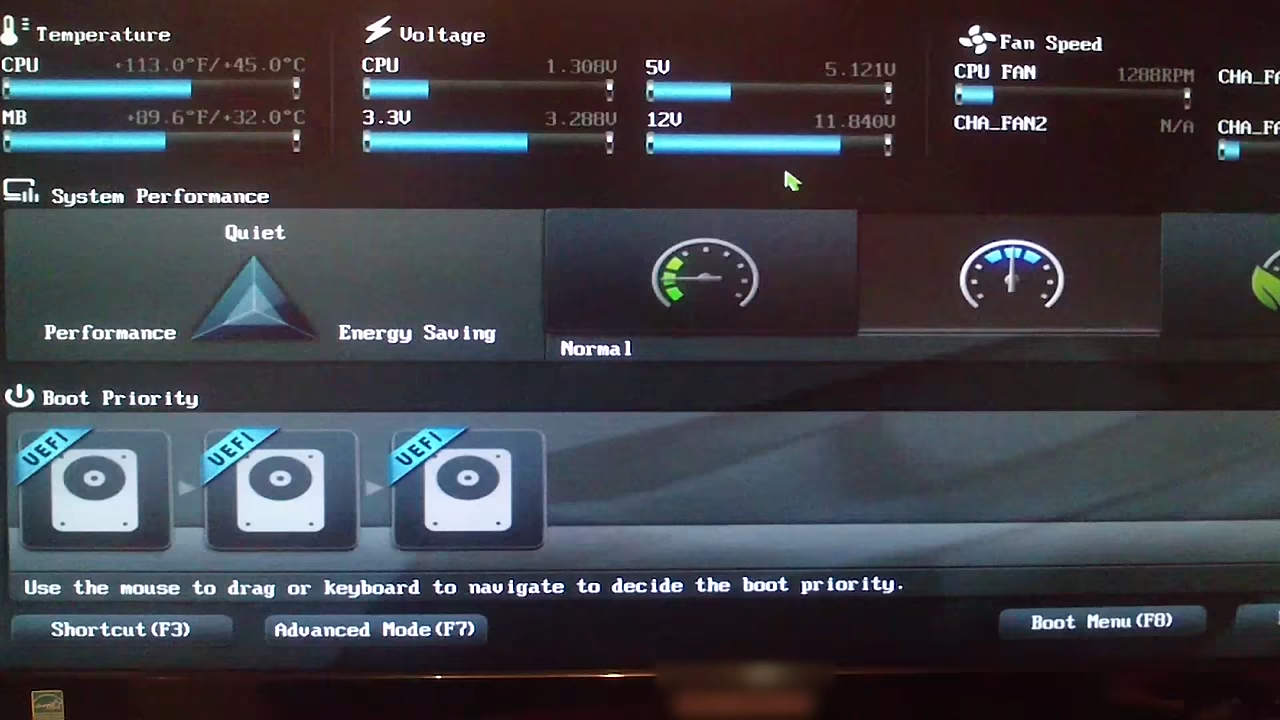 Temperature
CPU +113.0°F/+45.0°C
MB +89.6°F/+32.0°C
Voltage
CPU 1.308V 5V 5.121V
3.3V 3.288V 12V 11.840V
Fan Speed
CPU FAN 1288RPM CHA_FA
CHA_FAN2 N/A CHA_FA
System Performance
Quiet
Performance Energy Saving
Normal
Boot Priority
UEFI UEFI UEFI
Use the mouse to drag or keyboard to navigate to decide the boot priority.
Shortcut(F3) Advanced Mode(F7) Boot Menu(F8)